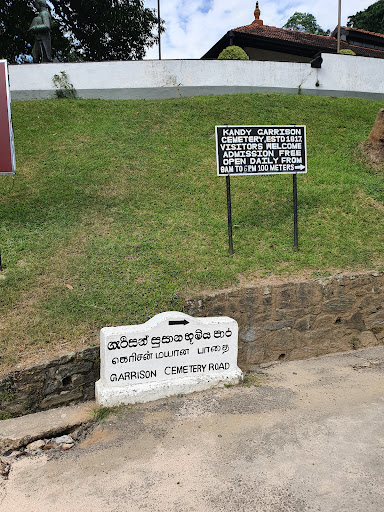 KANDY GARRISON
CEMETERY,ESTD 1817
VISITORS WELCOME
ADMISSION FREE
OPEN DAILY FROM
8AM TO 5PM 100 METERS
ගැරිසන් සුසාන භූමිය පාර
கெரிசன் மயான பாதை
GARRISON CEMETERY ROAD